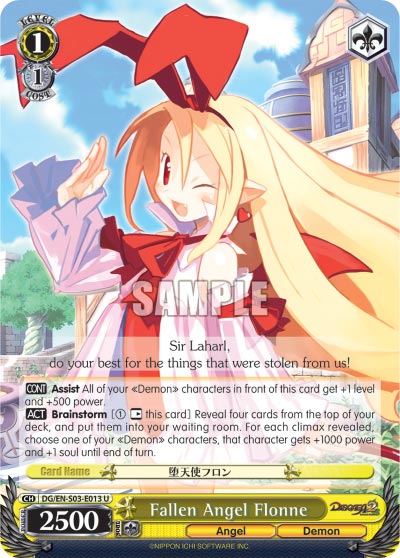 LEVEL
1
1
COST
SAMPLE
Sir Laharl,
do your best for the things that were stolen from us!
CONT Assist All of your «Demon» characters in front of this card get +1 level
and +500 power.
ACT Brainstorm [① this card] Reveal four cards from the top of your
deck, and put them into your waiting room. For each climax revealed,
choose one of your «Demon» characters, that character gets +1000 power
and +1 soul until end of turn.
Card Name 堕天使フロン
CH DG/EN-S03-E013 U
2500 Fallen Angel Flonne DISGAEA 2
POWER SOUL Angel Demon
©NIPPON ICHI SOFTWARE INC.